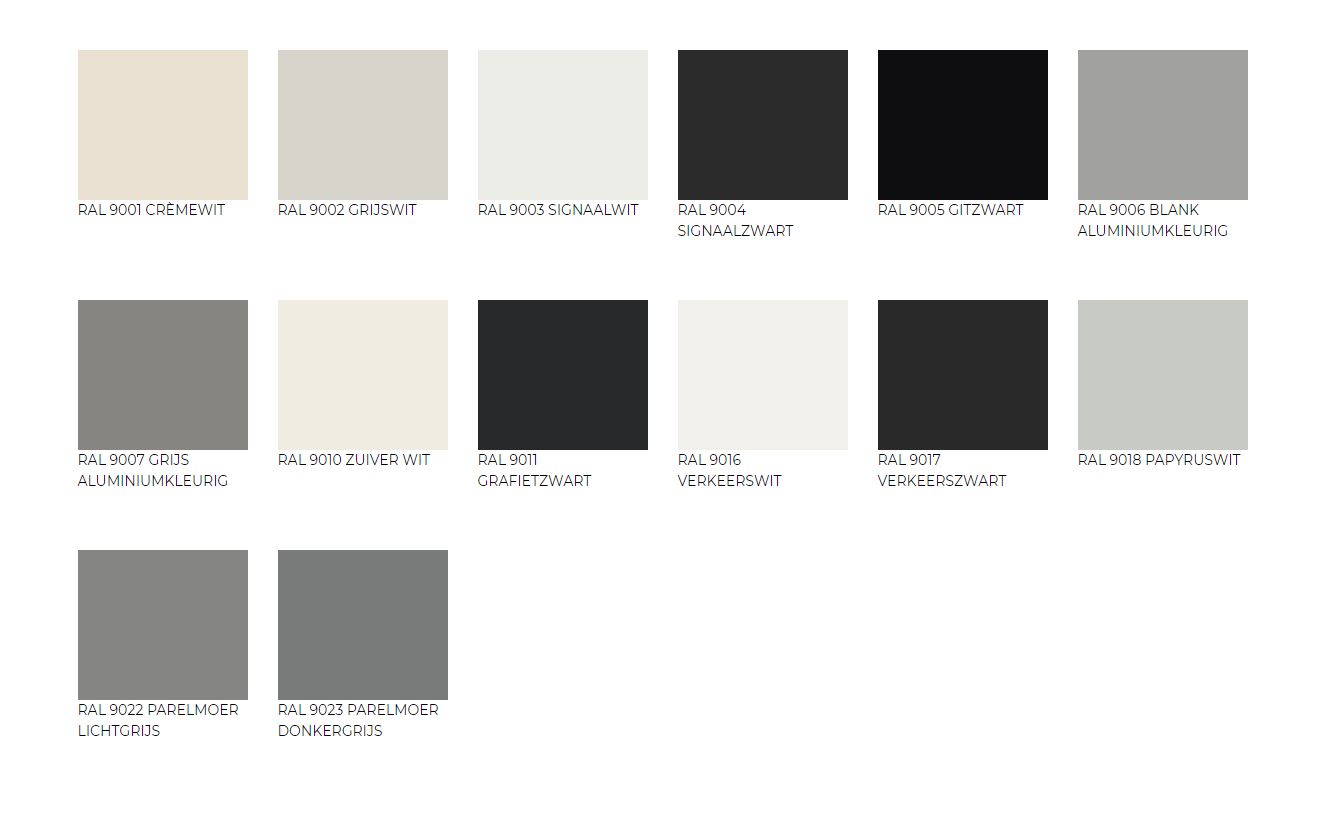 RAL 9001 CRÈMEWIT
RAL 9002 GRIJSWIT
RAL 9003 SIGNAALWIT
RAL 9004
SIGNAALZWART
RAL 9005 GITZWART
RAL 9006 BLANK
ALUMINIUMKLEURIG
RAL 9007 GRIJS
ALUMINIUMKLEURIG
RAL 9010 ZUIVER WIT
RAL 9011
GRAFIETZWART
RAL 9016
VERKEERSWIT
RAL 9017
VERKEERSZWART
RAL 9018 PAPYRUSWIT
RAL 9022 PARELMOER
LICHTGRIJS
RAL 9023 PARELMOER
DONKERGRIJS